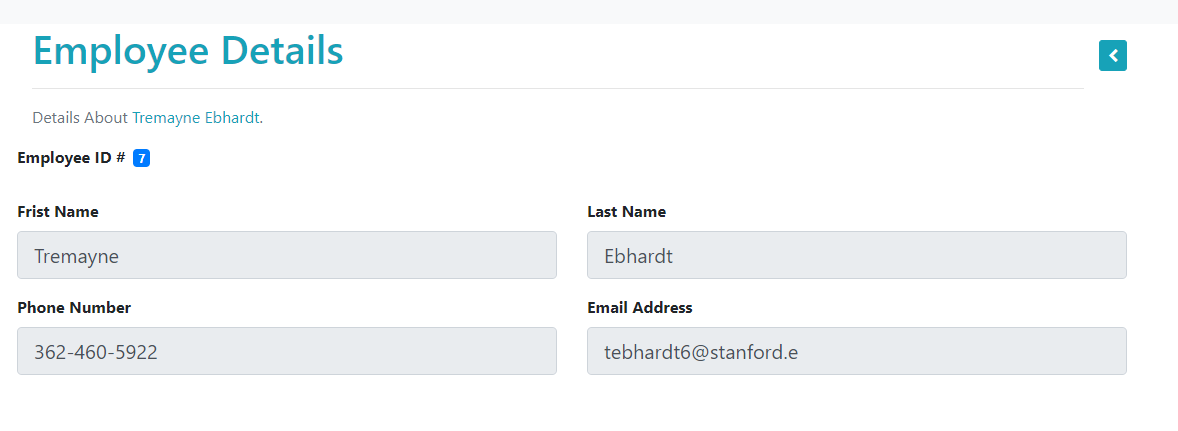 Employee Details
Details About Tremayne Ebhardt.
Employee ID # 7
Frist Name
Last Name
Tremayne
Ebhardt
Phone Number
Email Address
362-460-5922
tebhardt6@stanford.e